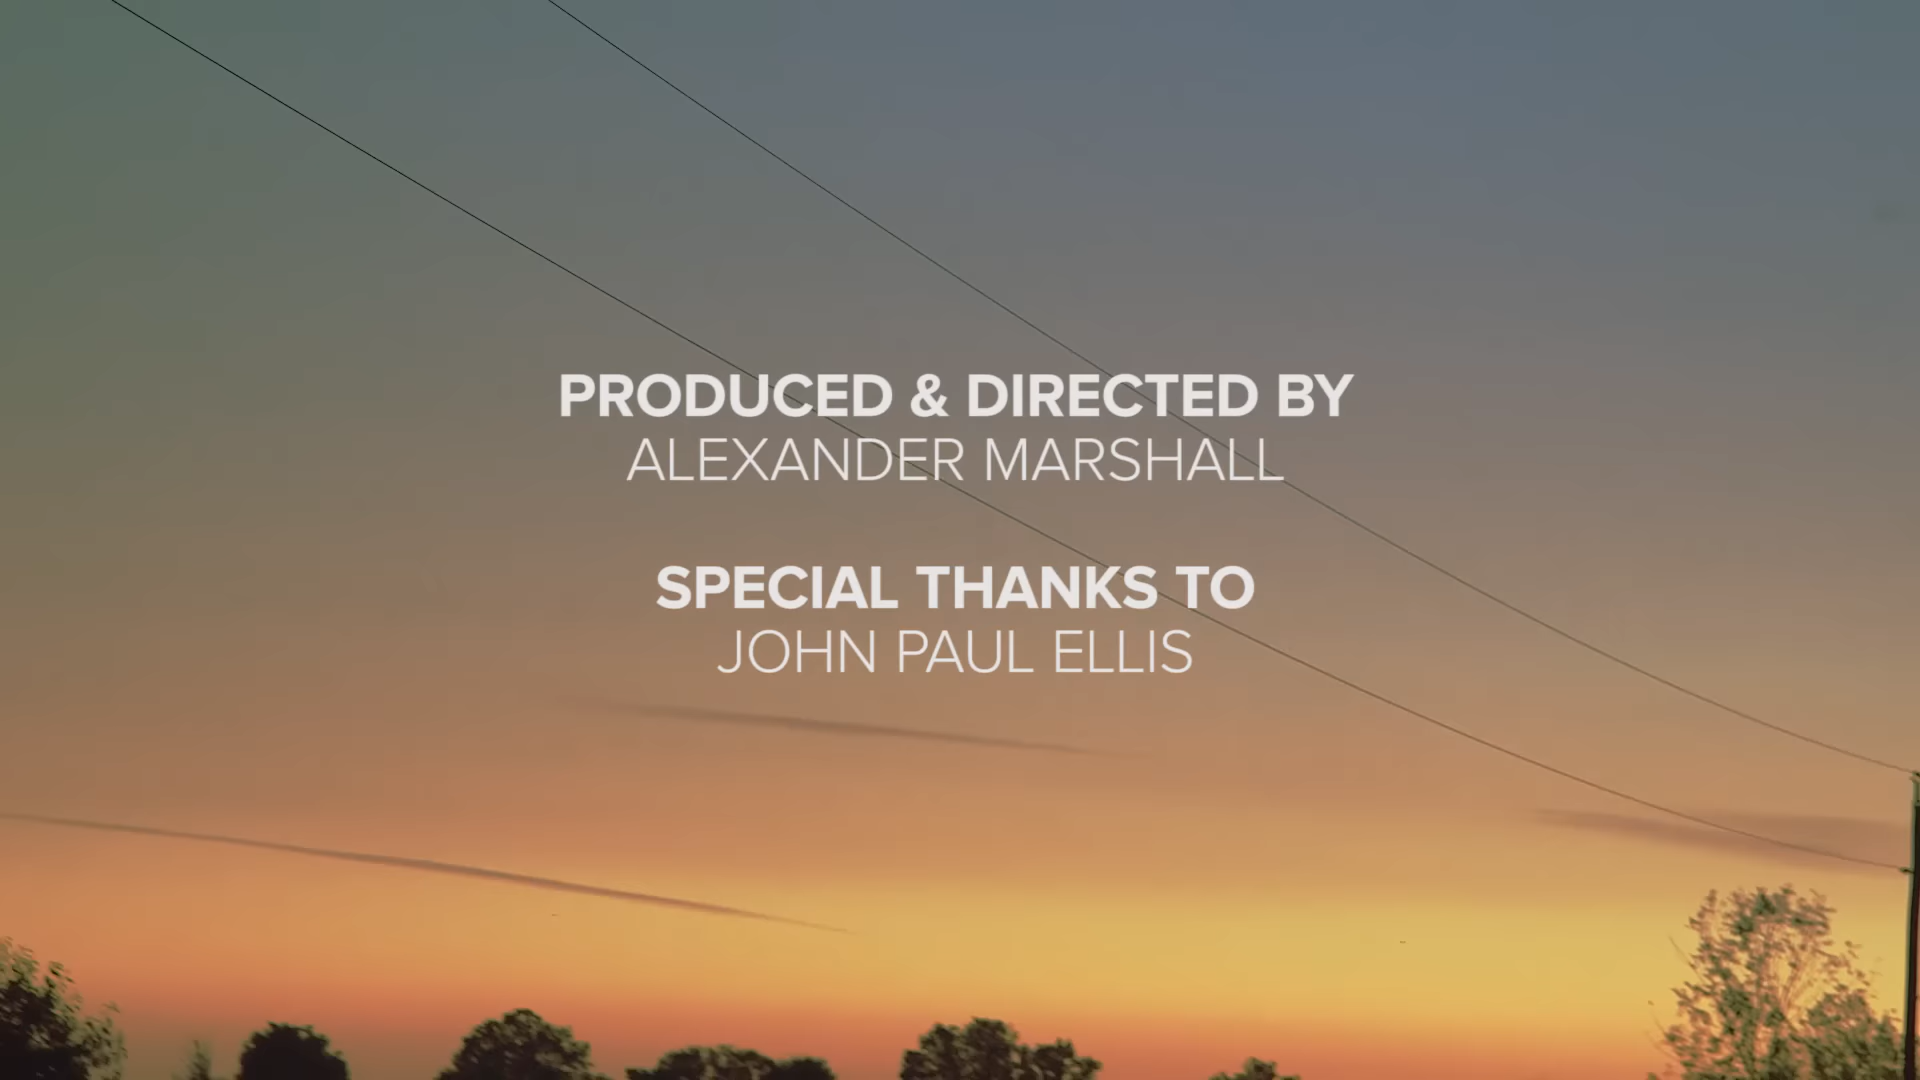 PRODUCED & DIRECTED BY
ALEXANDER MARSHALL
SPECIAL THANKS TO
JOHN PAUL ELLIS